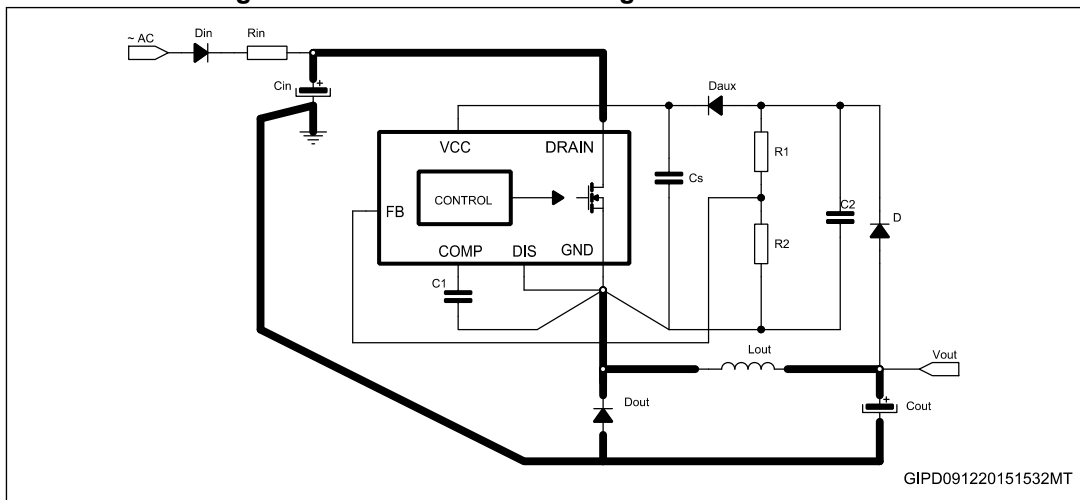 ~ AC
Din
Rin
Cin
+
Daux
VCC
DRAIN
R1
Cs
CONTROL
FB
C2
D
R2
COMP
DIS
GND
C1
Lout
Vout
Dout
+
Cout
GIPD091220151532MT